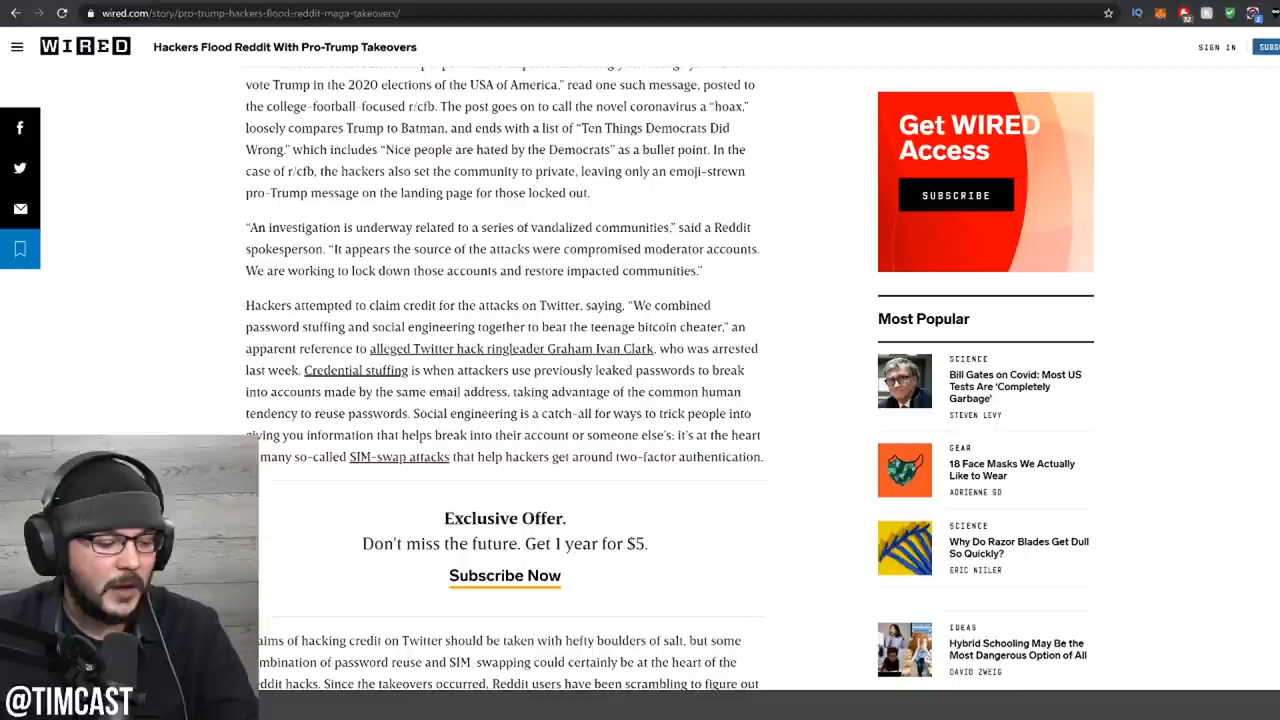 wired.com/story/pro-trump-hackers-flood-reddit-maga-takeovers/
WIRED
Hackers Flood Reddit With Pro-Trump Takeovers
SIGN IN
vote Trump in the 2020 elections of the USA of America," read one such message, posted to
the college-football-focused r/cfb. The post goes on to call the novel coronavirus a "hoax,"
loosely compares Trump to Batman, and ends with a list of "Ten Things Democrats Did
Wrong," which includes "Nice people are hated by the Democrats" as a bullet point. In the
case of r/cfb, the hackers also set the community to private, leaving only an emoji-strewn
pro-Trump message on the landing page for those locked out.
"An investigation is underway related to a series of vandalized communities," said a Reddit
spokesperson. "It appears the source of the attacks were compromised moderator accounts.
We are working to lock down those accounts and restore impacted communities."
Hackers attempted to claim credit for the attacks on Twitter, saying, "We combined
password stuffing and social engineering together to beat the teenage bitcoin cheater," an
apparent reference to alleged Twitter hack ringleader Graham Ivan Clark, who was arrested
last week. Credential stuffing is when attackers use previously leaked passwords to break
into accounts made by the same email address, taking advantage of the common human
tendency to reuse passwords. Social engineering is a catch-all for ways to trick people into
giving you information that helps break into their account or someone else's; it's at the heart
many so-called SIM-swap attacks that help hackers get around two-factor authentication.
Exclusive Offer.
Don't miss the future. Get 1 year for $5.
Subscribe Now
aims of hacking credit on Twitter should be taken with hefty boulders of salt, but some
mbination of password reuse and SIM swapping could certainly be at the heart of the
eddit hacks. Since the takeovers occurred, Reddit users have been scrambling to figure out
Get WIRED
Access
SUBSCRIBE
Most Popular
SCIENCE
Bill Gates on Covid: Most US
Tests Are 'Completely
Garbage'
STEVEN LEVY
GEAR
18 Face Masks We Actually
Like to Wear
ADRIENNE SO
SCIENCE
Why Do Razor Blades Get Dull
So Quickly?
ERIC NIILER
IDEAS
Hybrid Schooling May Be the
Most Dangerous Option of All
DAVID ZWEIG
@TIMCAST